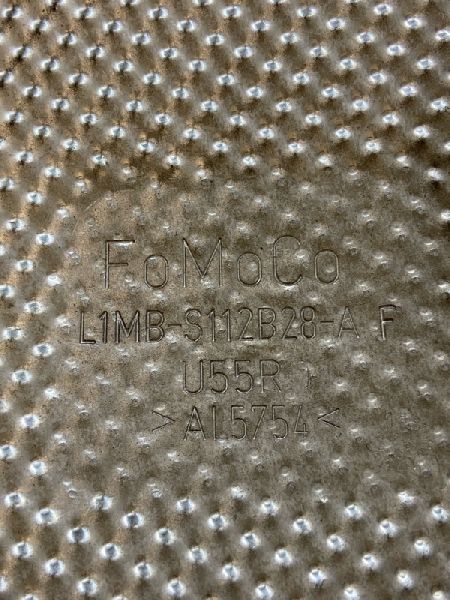 FoMoCo
L1MB-S112B28-A F
U55R
>AL5754<